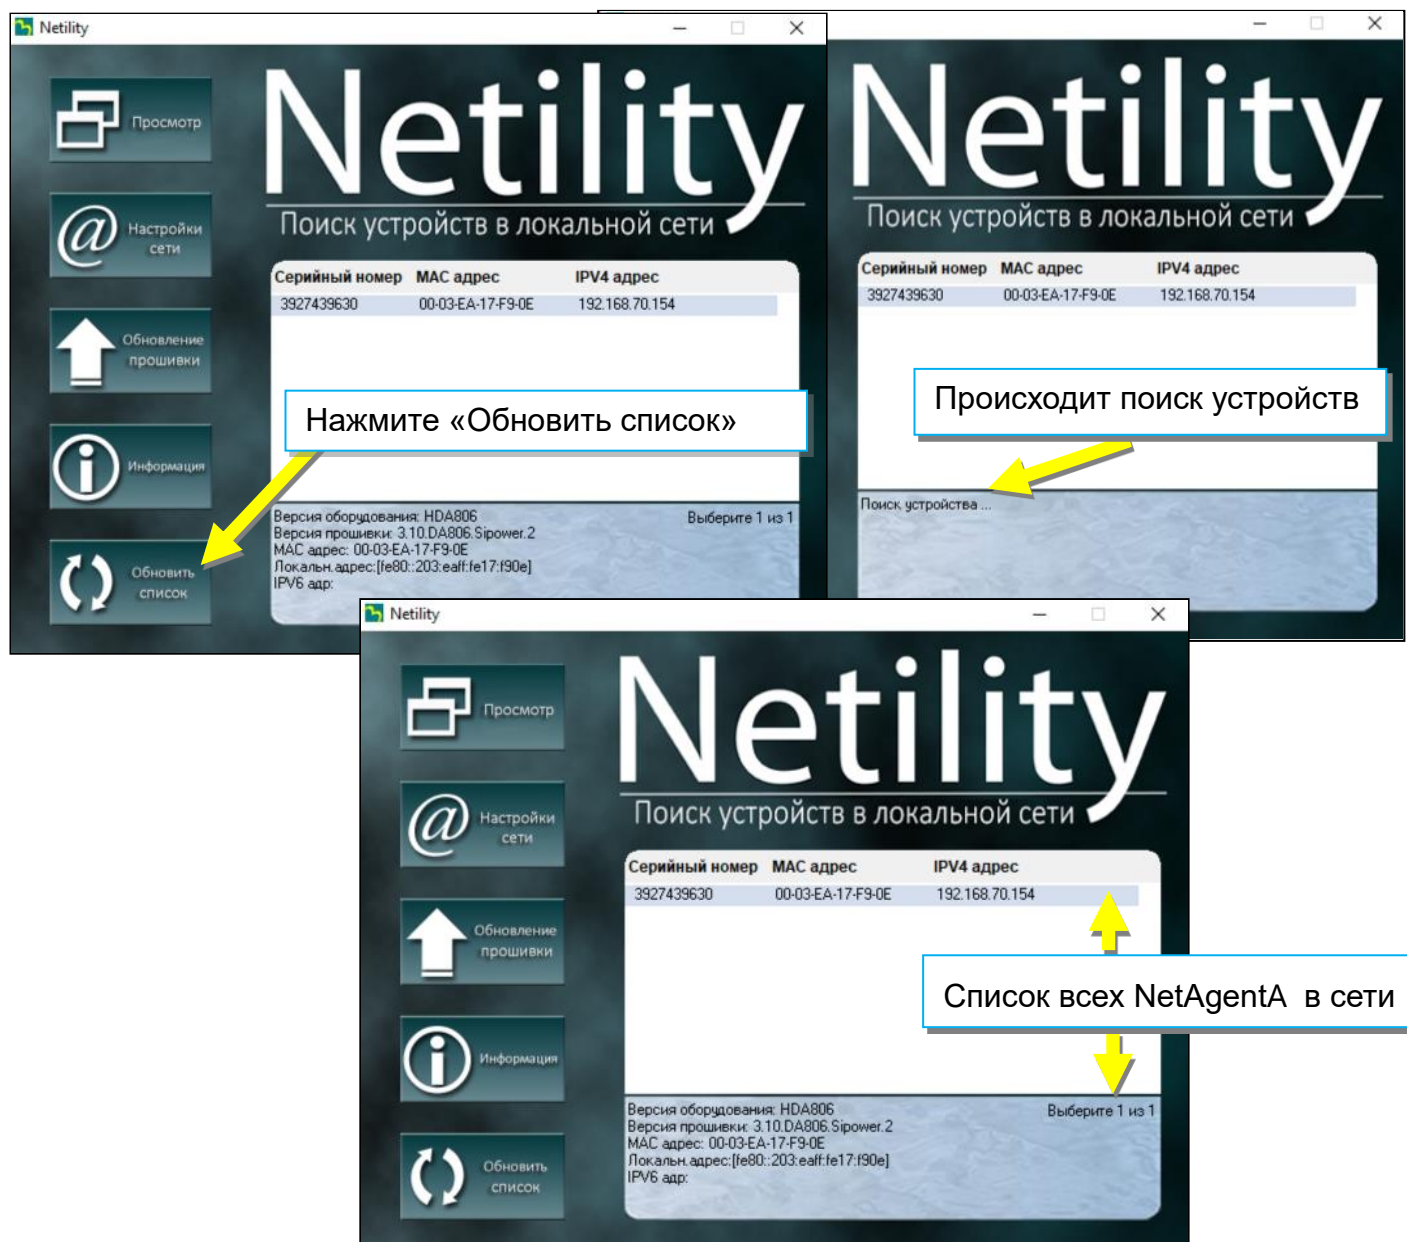 Netility
Просмотр
Настройки
сети
Обновление
прошивки
Информация
Обновить
список
Netility
Поиск устройств в локальной сети
Серийный номер MAC адрес IPV4 адрес
3927439630 00-03-EA-17-F9-0E 192.168.70.154
Нажмите «Обновить список»
Версия оборудования: HDA806 Выберите 1 из 1
Версия прошивки: 3.10.DA806.Sipower.2
MAC адрес: 00-03-EA-17-F9-0E
Локальн.адрес:[fe80::203:eaff:fe17:f90e]
IPV6 адр:
Netility
Поиск устройств в локальной сети
Серийный номер MAC адрес IPV4 адрес
3927439630 00-03-EA-17-F9-0E 192.168.70.154
Происходит поиск устройств
Поиск устройства ...
Netility
Просмотр
Настройки
сети
Обновление
прошивки
Информация
Обновить
список
Netility
Поиск устройств в локальной сети
Серийный номер MAC адрес IPV4 адрес
3927439630 00-03-EA-17-F9-0E 192.168.70.154
Список всех NetAgentA в сети
Версия оборудования: HDA806 Выберите 1 из 1
Версия прошивки: 3.10.DA806.Sipower.2
MAC адрес: 00-03-EA-17-F9-0E
Локальн.адрес:[fe80::203:eaff:fe17:f90e]
IPV6 адр: